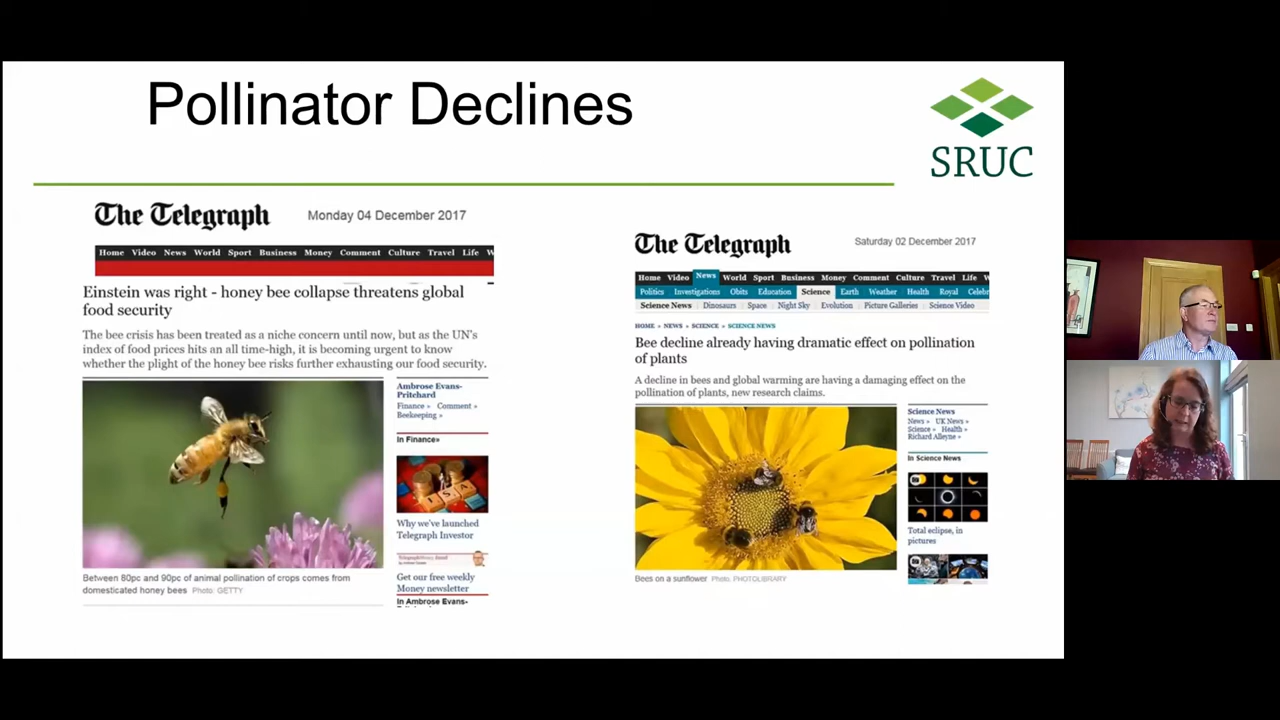 Pollinator Declines
SRUC
The Telegraph
Monday 04 December 2017
Home Video News World Sport Business Money Comment Culture Travel Life W
Einstein was right - honey bee collapse threatens global
food security
The bee crisis has been treated as a niche concern until now, but as the UN's
index of food prices hits an all time-high, it is becoming urgent to know
whether the plight of the honey bee risks further exhausting our food security.
Ambrose Evans-
Pritchard
Finance » Comment »
Beekeeping »
In Finance»
ISA
Why we've launched
Telegraph Investor
Get our free weekly
Money newsletter
In Ambrose Evans-
Between 80pc and 90pc of animal pollination of crops comes from
domesticated honey bees Photo: GETTY
The Telegraph
Saturday 02 December 2017
Home Video News World Sport Business Money Comment Culture Travel Life W
Politics Investigations Obits Education Science Earth Weather Health Royal Celeb
Science News Dinosaurs Space Night Sky Evolution Picture Galleries Science Video
HOME » NEWS » SCIENCE » SCIENCE NEWS
Bee decline already having dramatic effect on pollination
of plants
A decline in bees and global warming are having a damaging effect on the
pollination of plants, new research claims.
Science News
News » UK News »
Science » Health »
Richard Alleyne »
In Science News
Total eclipse, in
pictures
Bees on a sunflower Photo: PHOTOLIBRARY